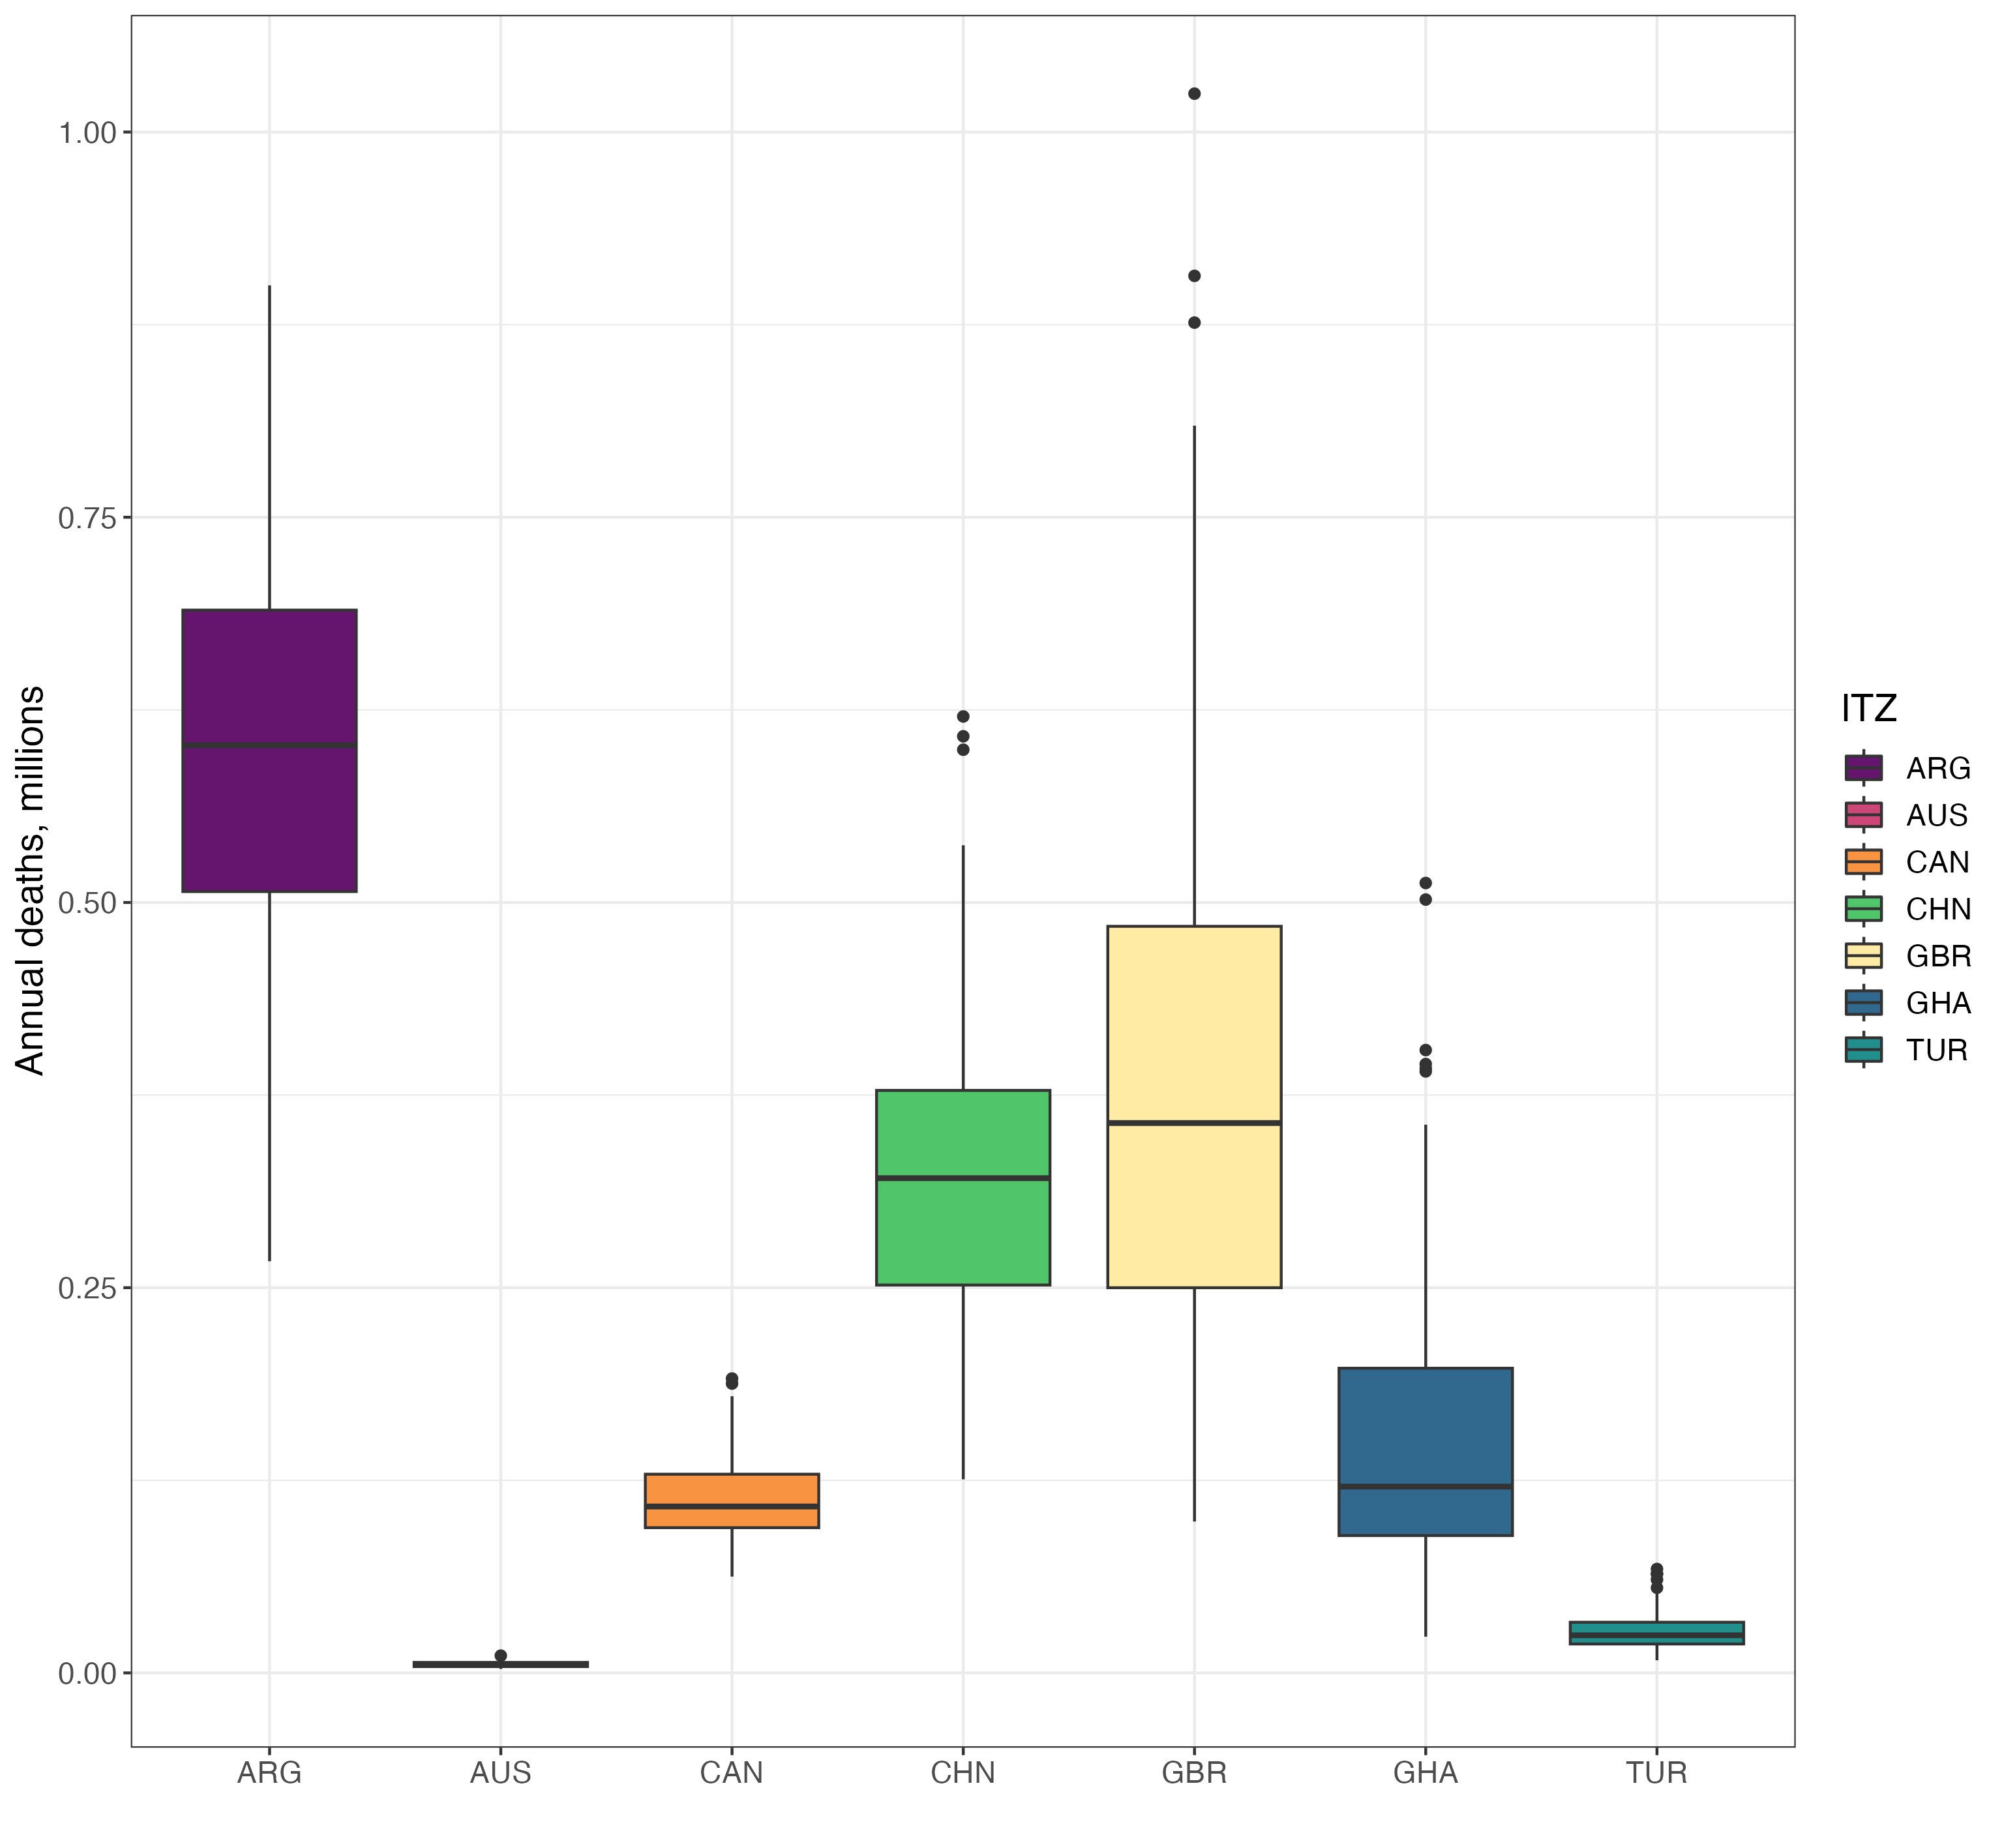 Annual deaths, millions
1.00
0.75
0.50
0.25
0.00
ARG AUS CAN CHN GBR GHA TUR
ITZ
ARG
AUS
CAN
CHN
GBR
GHA
TUR